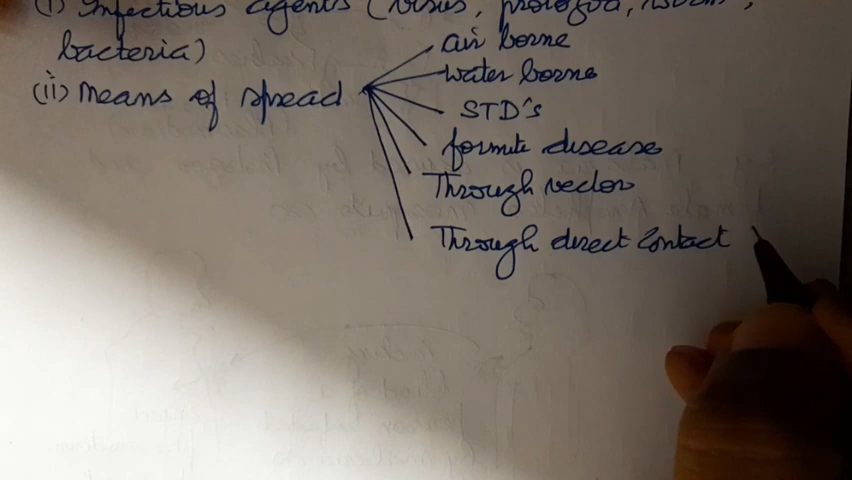 (i) Infectious agents (virus, protozoa, worms,
bacteria)
(ii) Means of spread
air borne
water borne
STD's
formite disease
Through vector
Through direct contact